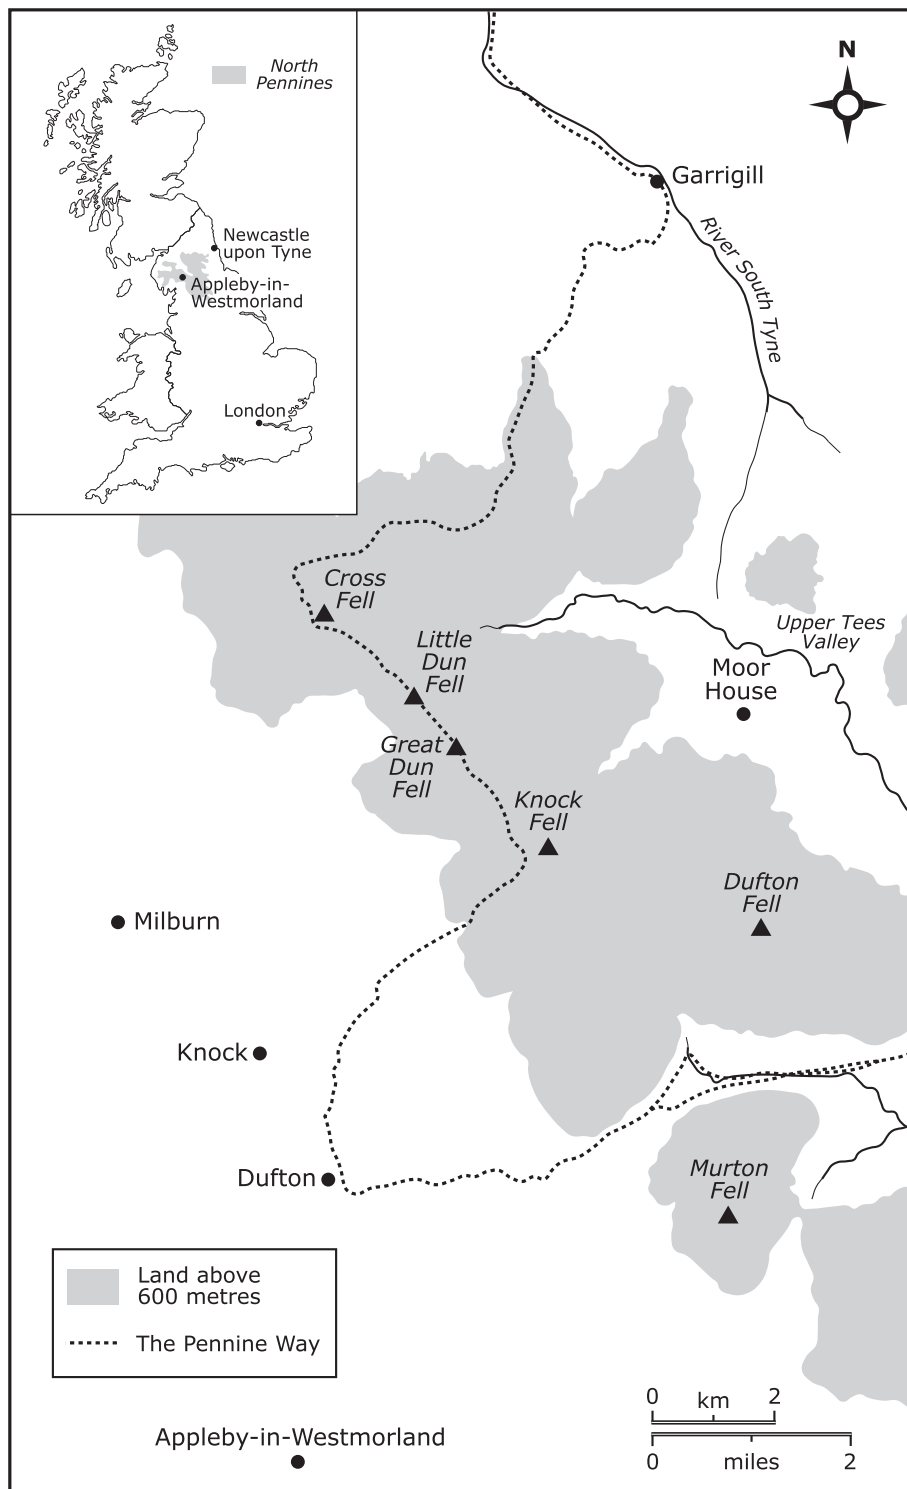 North
Pennines
Newcastle
upon Tyne
Appleby-in-
Westmorland
London
N
Garrigill
River South Tyne
Cross
Fell
Little
Dun
Fell
Upper Tees
Valley
Moor
House
Great
Dun
Fell
Knock
Fell
Dufton
Fell
Milburn
Knock
Dufton
Murton
Fell
Land above
600 metres
The Pennine Way
0 km 2
0 miles 2
Appleby-in-Westmorland